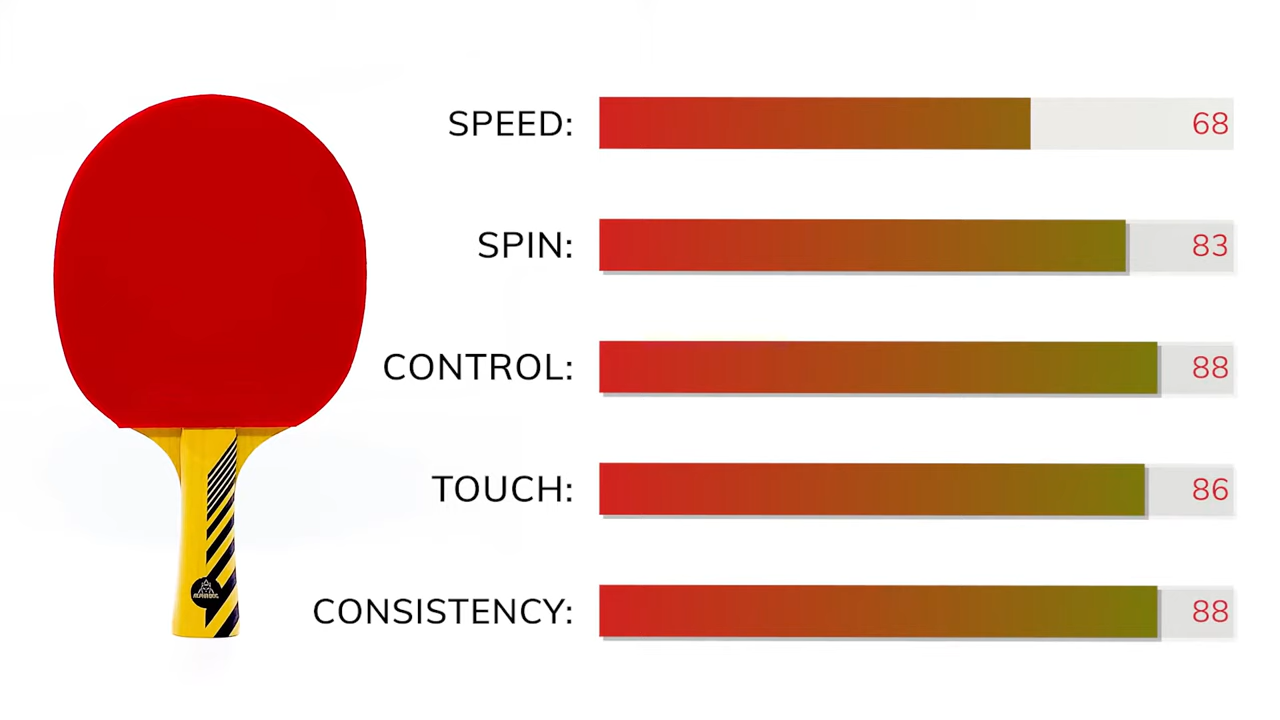 SPEED: 68
SPIN: 83
CONTROL: 88
TOUCH: 86
CONSISTENCY: 88